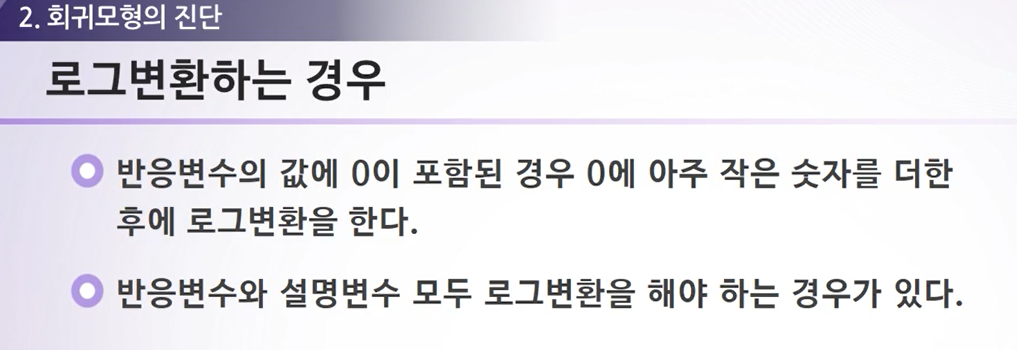 2. 회귀모형의 진단
로그변환하는 경우
반응변수의 값에 0이 포함된 경우 0에 아주 작은 숫자를 더한
후에 로그변환을 한다.
반응변수와 설명변수 모두 로그변환을 해야 하는 경우가 있다.